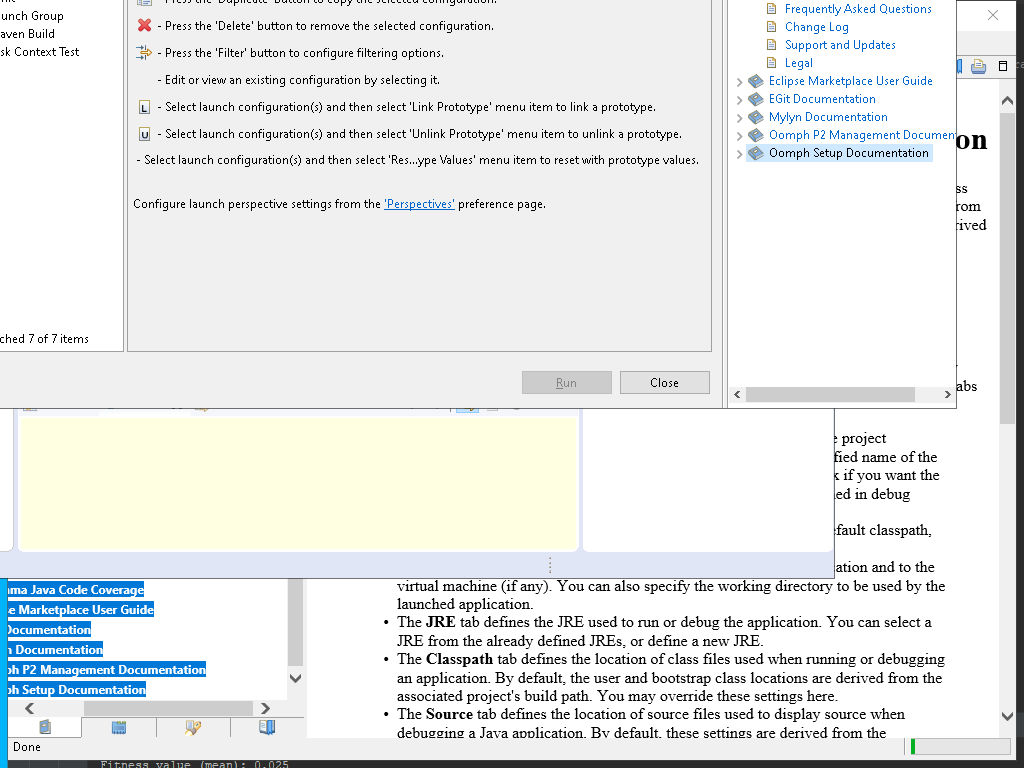 Press the 'Duplicate' button to copy the selected configuration.
unch Group
- Press the 'Delete' button to remove the selected configuration.
aven Build
sk Context Test
- Press the 'Filter' button to configure filtering options.
- Edit or view an existing configuration by selecting it.
L - Select launch configuration(s) and then select 'Link Prototype' menu item to link a prototype.
U - Select launch configuration(s) and then select 'Unlink Prototype' menu item to unlink a prototype.
- Select launch configuration(s) and then select 'Res...ype Values' menu item to reset with prototype values.
Configure launch perspective settings from the 'Perspectives' preference page.
ched 7 of 7 items
Run
Close
Frequently Asked Questions
Change Log
Support and Updates
Legal
Eclipse Marketplace User Guide
EGit Documentation
Mylyn Documentation
Oomph P2 Management Documen
Oomph Setup Documentation
on
ss
rom
rived
abs
e project
fied name of the
k if you want the
ed in debug
efault classpath,
ation and to the
virtual machine (if any). You can also specify the working directory to be used by the
launched application.
• The JRE tab defines the JRE used to run or debug the application. You can select a
JRE from the already defined JREs, or define a new JRE.
• The Classpath tab defines the location of class files used when running or debugging
an application. By default, the user and bootstrap class locations are derived from the
associated project's build path. You may override these settings here.
• The Source tab defines the location of source files used to display source when
debugging a Java application. By default, these settings are derived from the
ma Java Code Coverage
se Marketplace User Guide
Documentation
n Documentation
ph P2 Management Documentation
ph Setup Documentation
Done
Fitness value (mean): 0.025